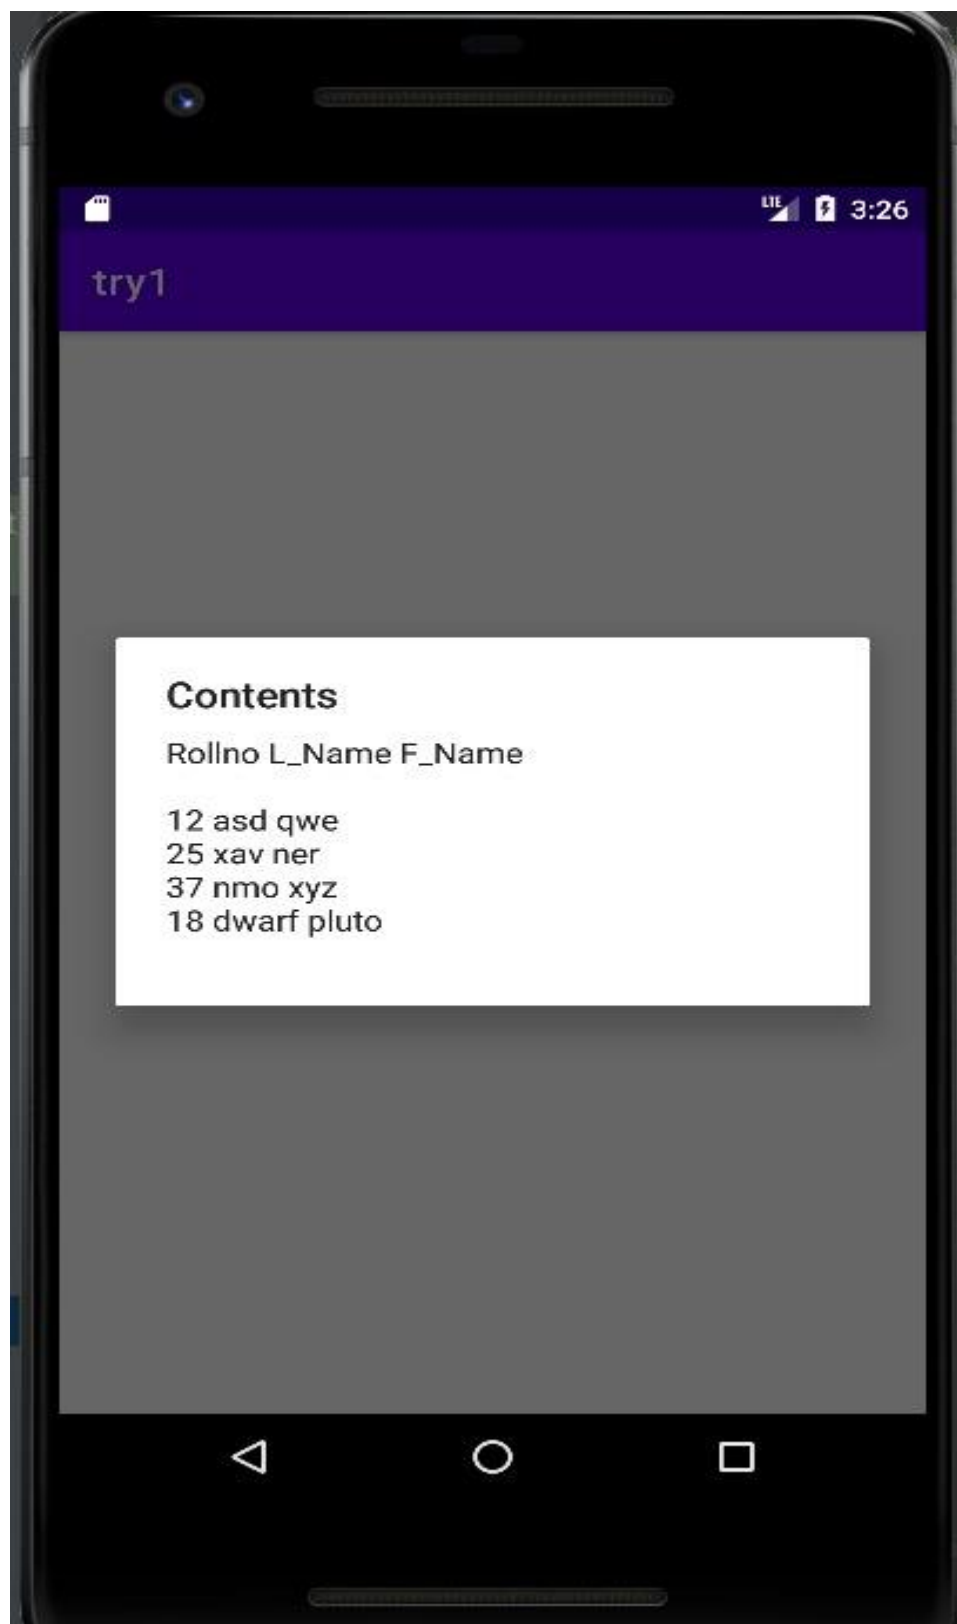 LTE 3:26
try1
Contents
Rollno L_Name F_Name
12 asd qwe
25 xav ner
37 nmo xyz
18 dwarf pluto